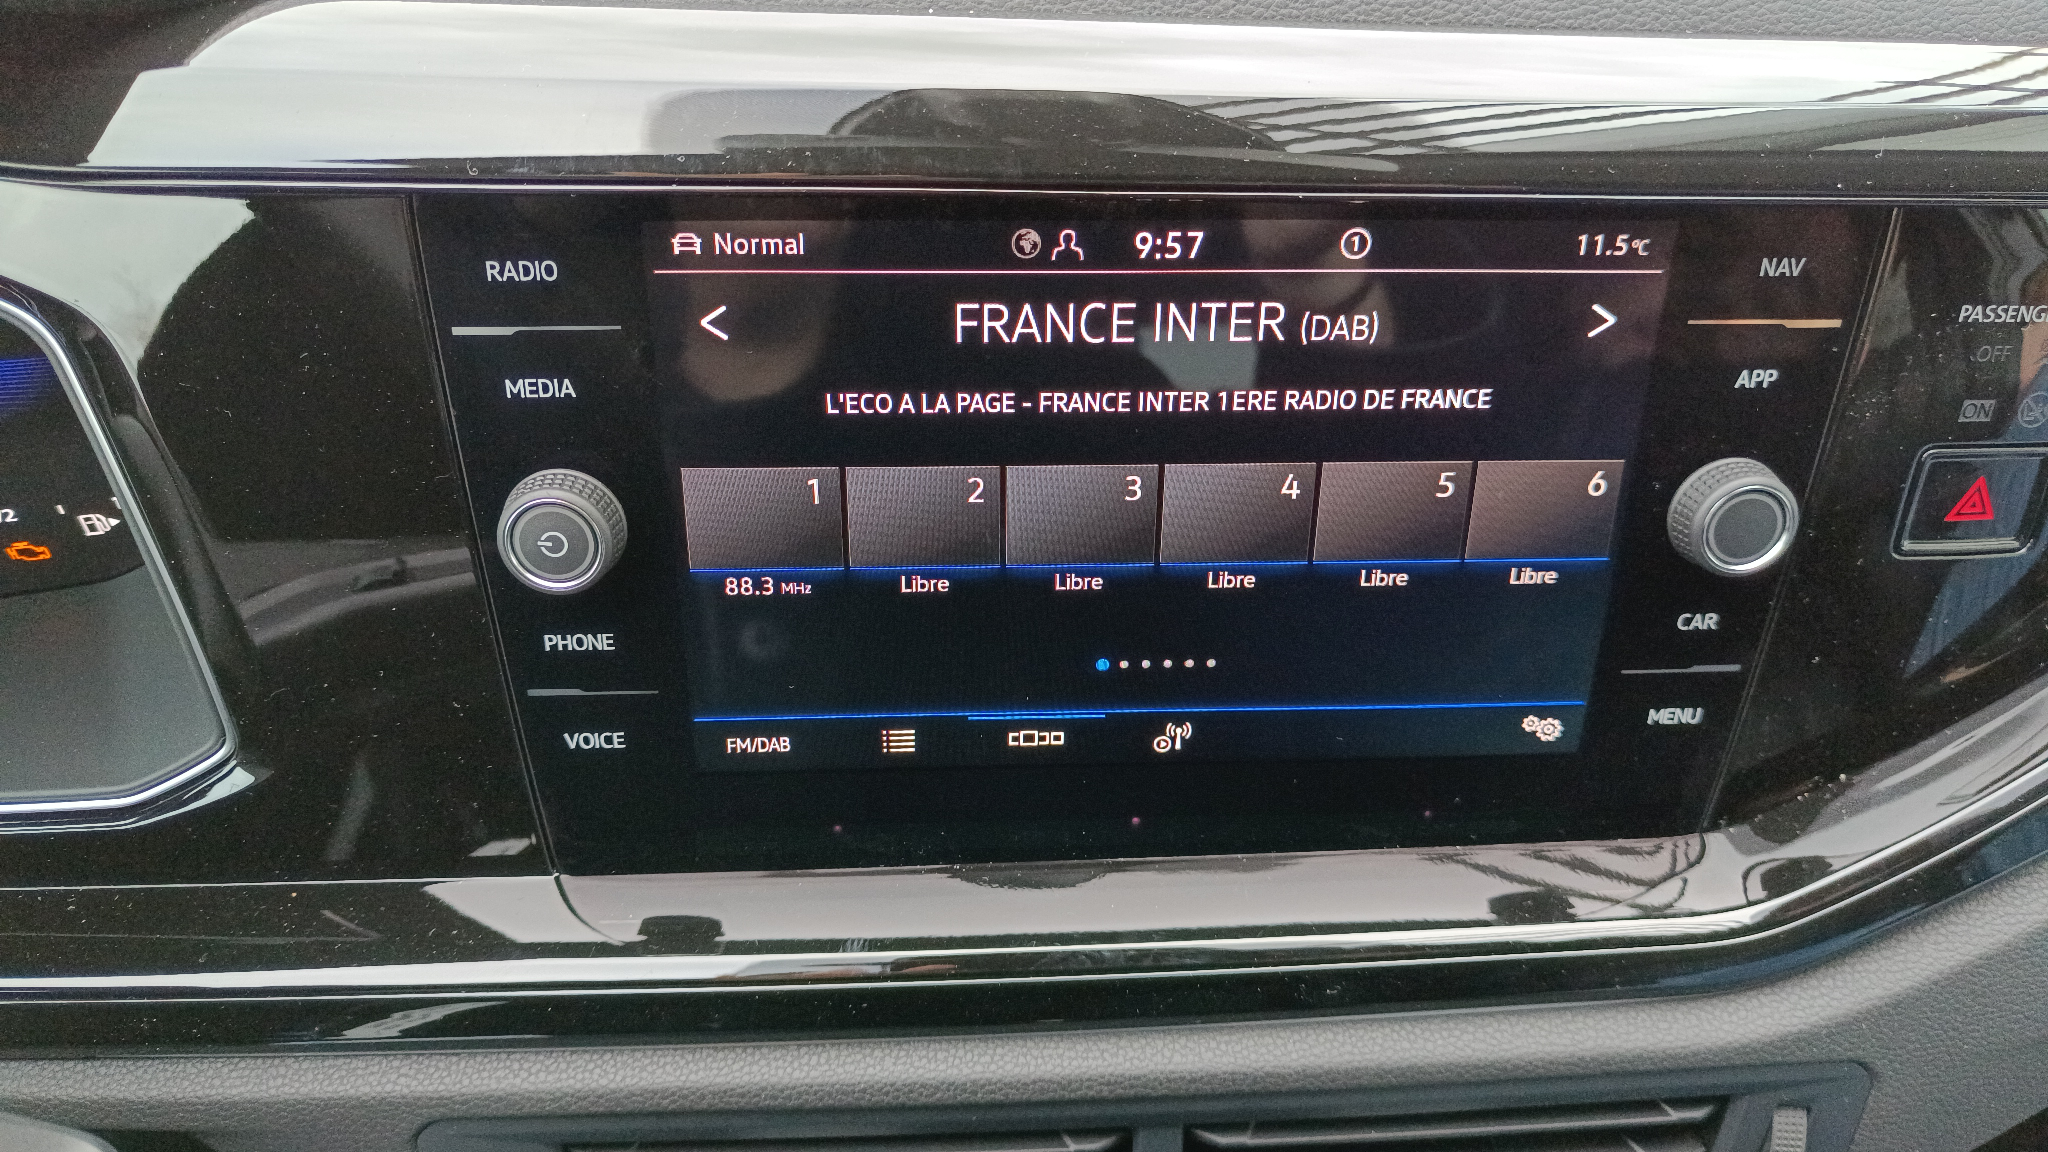 RADIO
MEDIA
PHONE
VOICE
Normal 9:57 1 11.5°C
< FRANCE INTER (DAB) >
L'ECO A LA PAGE - FRANCE INTER 1ERE RADIO DE FRANCE
1 2 3 4 5 6
88.3 MHz Libre Libre Libre Libre Libre
FM/DAB
NAV
APP
CAR
MENU
OFF
ON